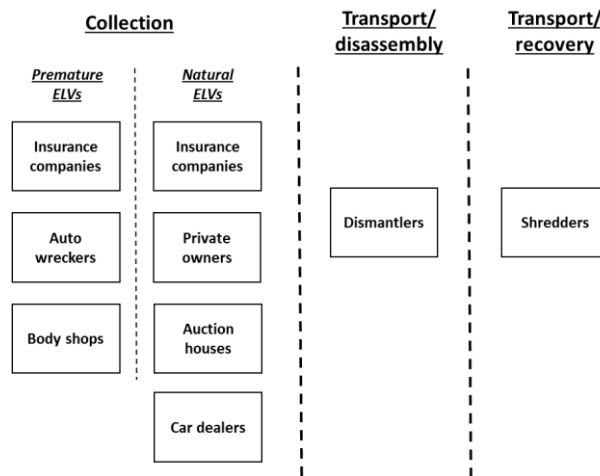 Collection
Transport/
disassembly
Transport/
recovery
Premature
ELVs
Natural
ELVs
Insurance
companies
Insurance
companies
Auto
wreckers
Private
owners
Dismantlers
Shredders
Body shops
Auction
houses
Car dealers